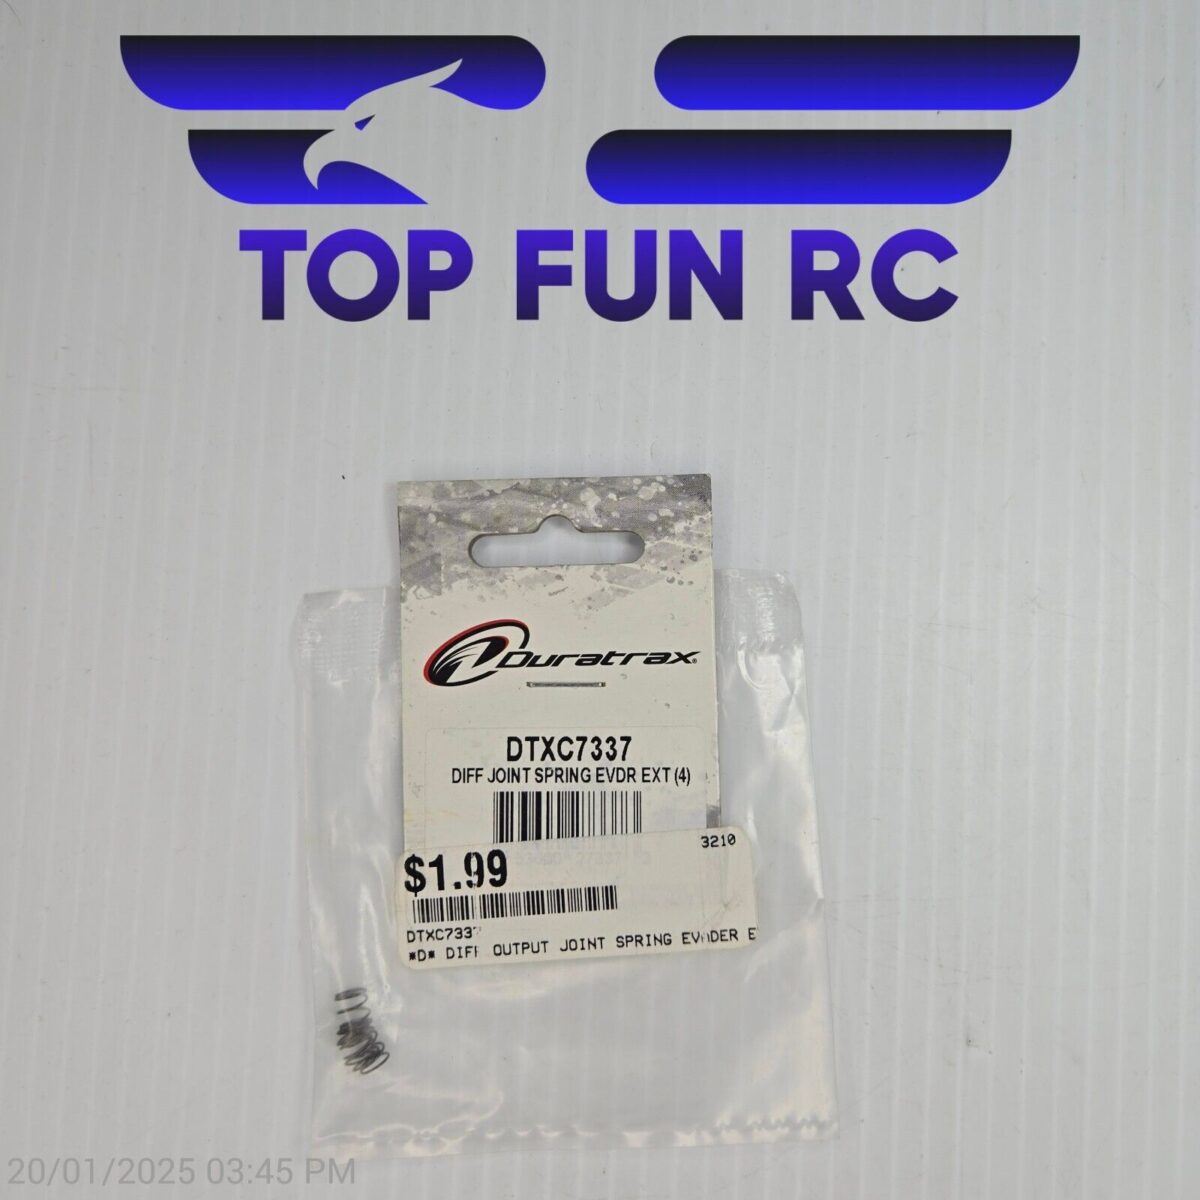 TOP FUN RC
Duratrax
DTXC7337
DIFF JOINT SPRING EVDR EXT (4)
3210
$1.99
DTXC7337
*D* DIFF OUTPUT JOINT SPRING EVADER E
20/01/2025 03:45 PM